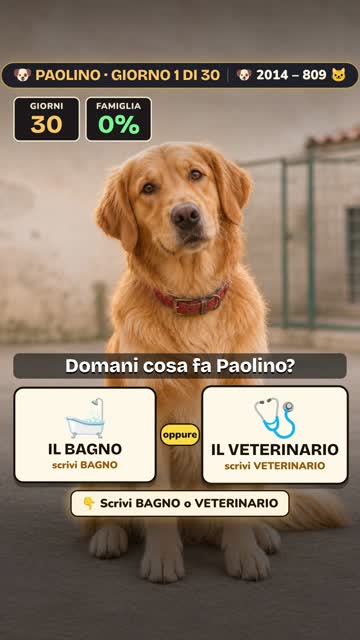 🐶 PAOLINO · GIORNO 1 DI 30 🐶 2014 – 809 🐱
GIORNI
30
FAMIGLIA
0%
Domani cosa fa Paolino?
IL BAGNO
scrivi BAGNO
oppure
IL VETERINARIO
scrivi VETERINARIO
👇 Scrivi BAGNO o VETERINARIO